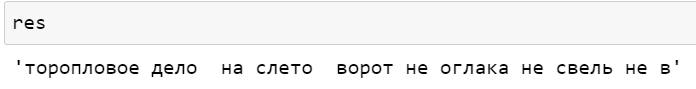 res
'торопловое дело  на слето  ворот не оглака не свель не в'